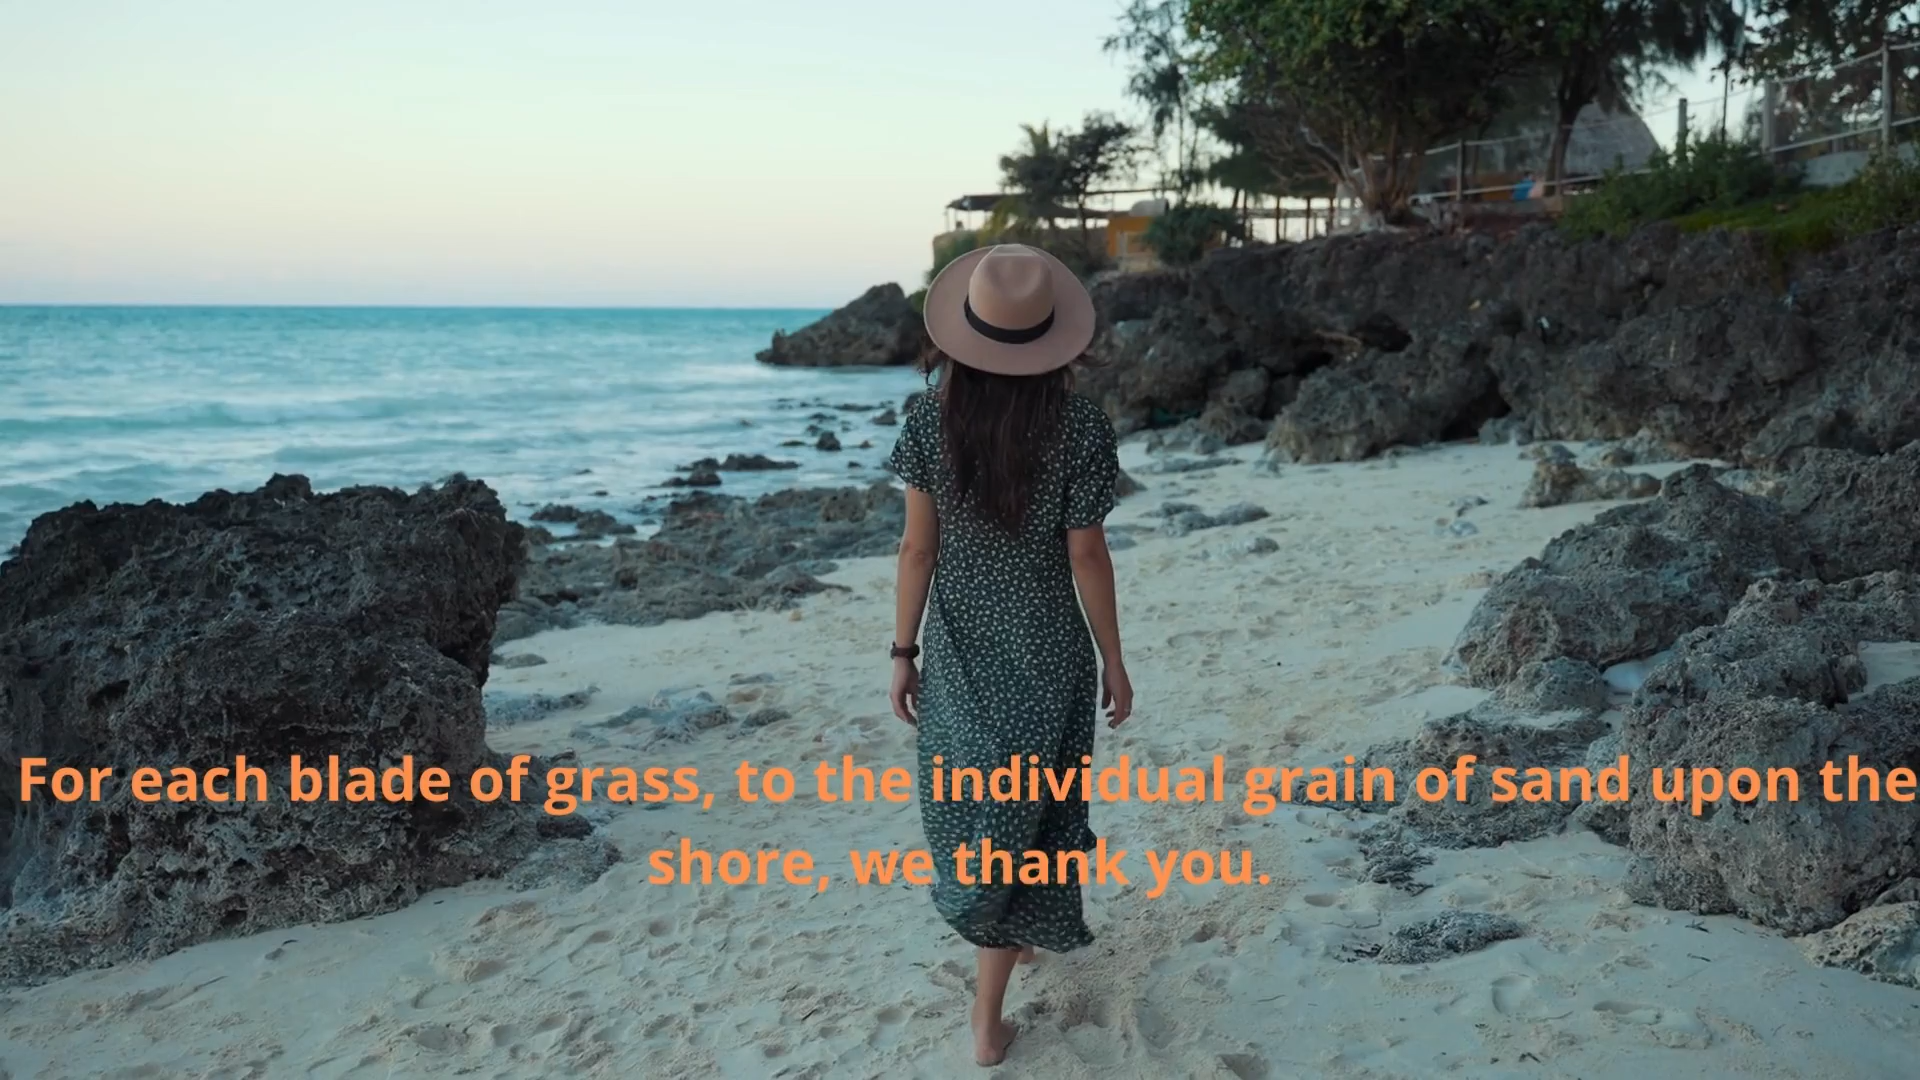 For each blade of grass, to the individual grain of sand upon the
shore, we thank you.